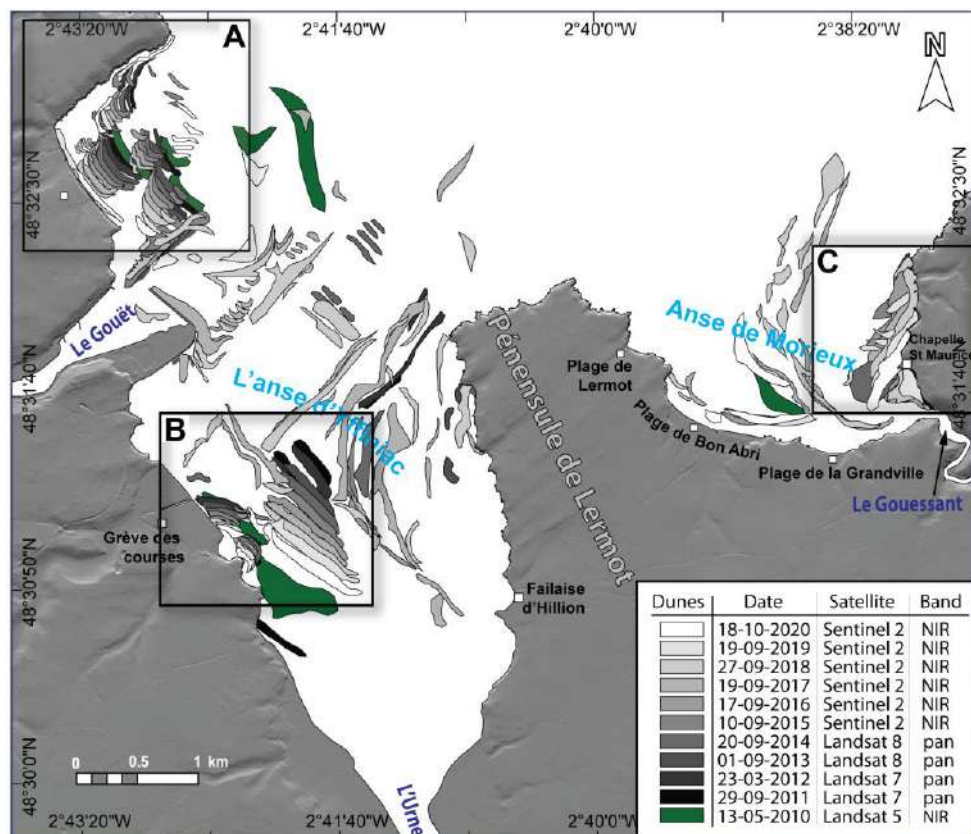 2°43'20"W
2°41'40"W
2°40'0"W
2°38'20"W
A
N
48°32'30"N
48°32'30"N
C
Le Gouët
Anse de Morieux
Chapelle
St Maurice
Plage de
Lermot
48°31'40"N
48°31'40"N
L'anse d'Yffiniac
Pénensule de Lermot
B
Plage de Bon Abri
Plage de la Grandville
Le Gouessant
Grève des
courses
48°30'50"N
Failaise
d'Hillion
Dunes Date Satellite Band
18-10-2020 Sentinel 2 NIR
19-09-2019 Sentinel 2 NIR
27-09-2018 Sentinel 2 NIR
19-09-2017 Sentinel 2 NIR
17-09-2016 Sentinel 2 NIR
10-09-2015 Sentinel 2 NIR
20-09-2014 Landsat 8 pan
01-09-2013 Landsat 8 pan
23-03-2012 Landsat 7 pan
29-09-2011 Landsat 7 pan
13-05-2010 Landsat 5 NIR
0 0.5 1 km
48°30'0"N
L'Urne
2°43'20"W
2°41'40"W
2°40'0"W